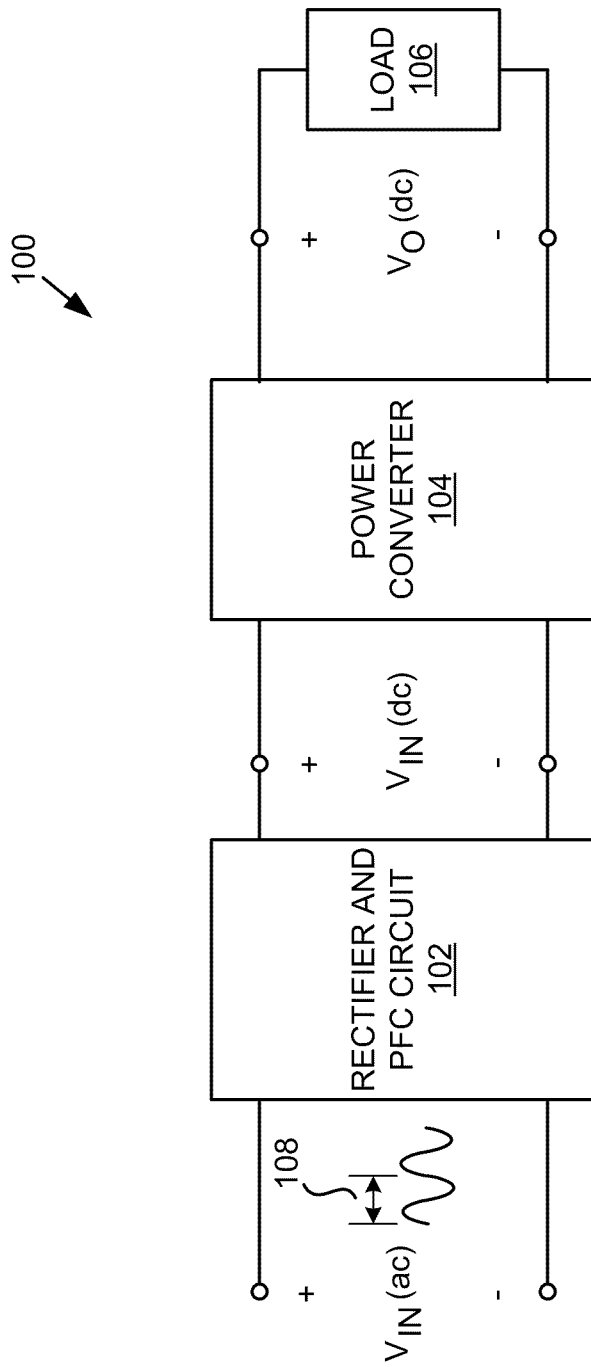 100
+
V_IN (ac)
-
108
RECTIFIER AND
PFC CIRCUIT
102
+
V_IN (dc)
-
POWER
CONVERTER
104
+
V_O (dc)
-
LOAD
106